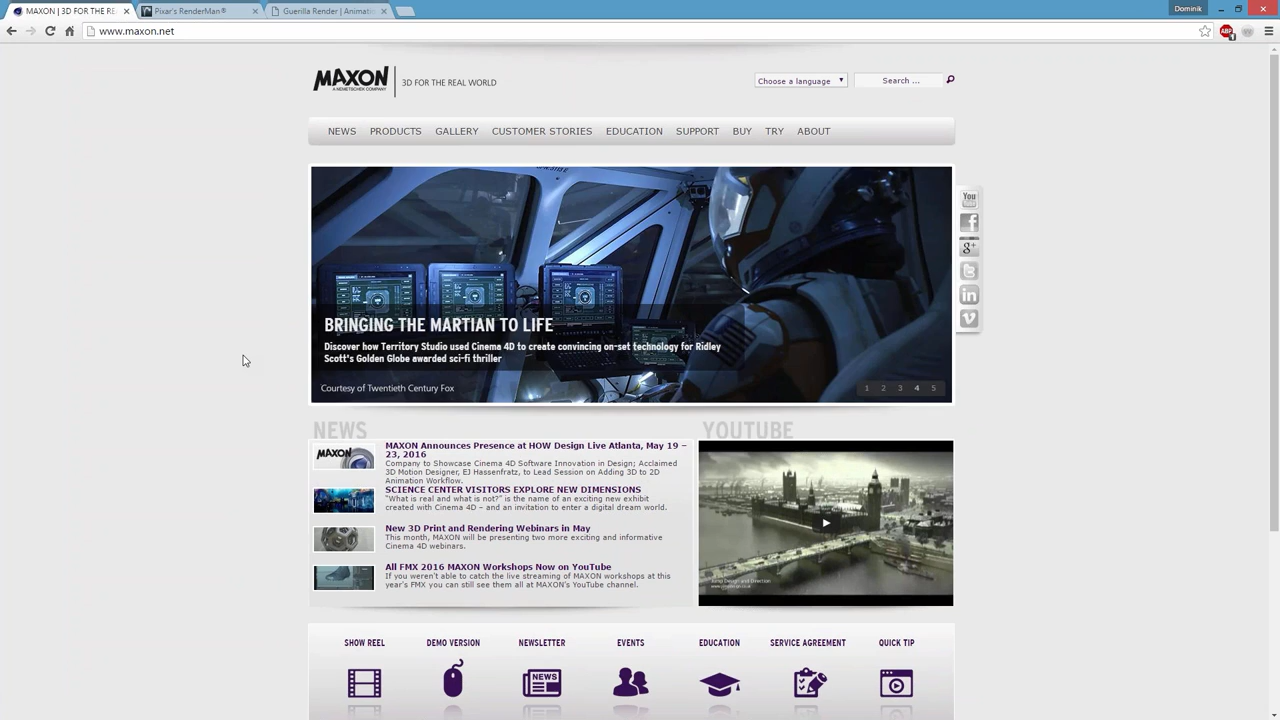 MAXON | 3D FOR THE RE
Pixar's RenderMan®
Guerilla Render | Animatio
Dominik
www.maxon.net
ABP
1
MAXON
A NEMETSCHEK COMPANY
3D FOR THE REAL WORLD
Choose a language
Search ...
NEWS PRODUCTS GALLERY CUSTOMER STORIES EDUCATION SUPPORT BUY TRY ABOUT
You
f
g+
in
BRINGING THE MARTIAN TO LIFE
Discover how Territory Studio used Cinema 4D to create convincing on-set technology for Ridley
Scott's Golden Globe awarded sci-fi thriller
Courtesy of Twentieth Century Fox
1 2 3 4 5
NEWS
MAXON
MAXON Announces Presence at HOW Design Live Atlanta, May 19 –
23, 2016
Company to Showcase Cinema 4D Software Innovation in Design; Acclaimed
3D Motion Designer, EJ Hassenfratz, to Lead Session on Adding 3D to 2D
Animation Workflow.
SCIENCE CENTER VISITORS EXPLORE NEW DIMENSIONS
"What is real and what is not?" is the name of an exciting new exhibit
created with Cinema 4D – and an invitation to enter a digital dream world.
New 3D Print and Rendering Webinars in May
This month, MAXON will be presenting two more exciting and informative
Cinema 4D webinars.
All FMX 2016 MAXON Workshops Now on YouTube
If you weren't able to catch the live streaming of MAXON workshops at this
year's FMX you can still see them all at MAXON's YouTube channel.
YOUTUBE
Design and Direction
SHOW REEL DEMO VERSION NEWSLETTER EVENTS EDUCATION SERVICE AGREEMENT QUICK TIP
NEWS